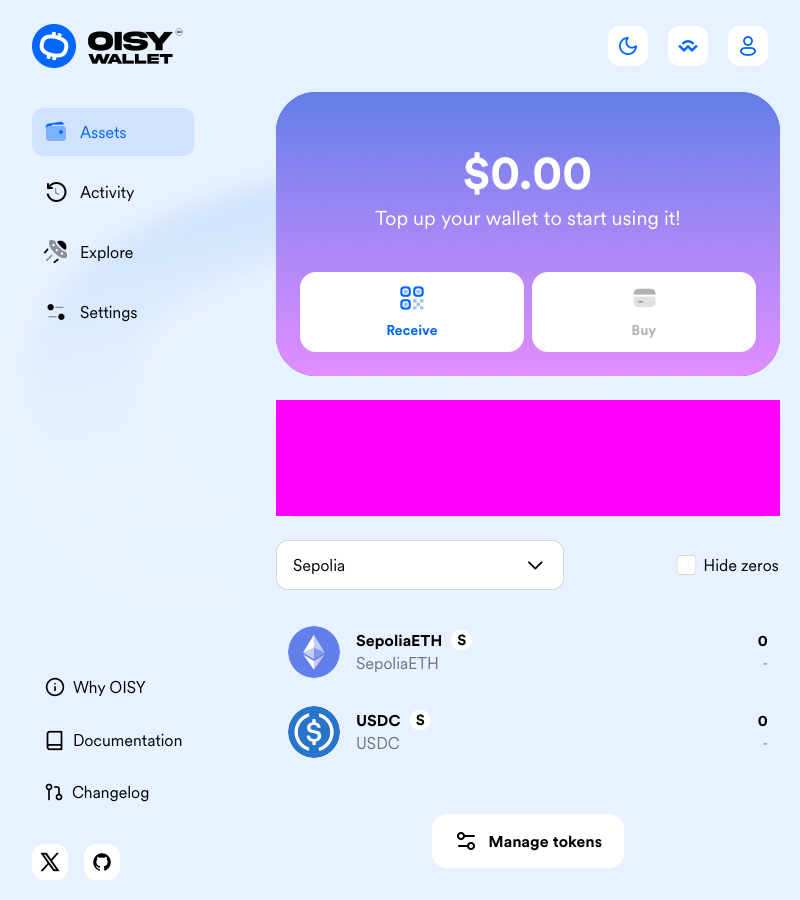 OISY
WALLET
Assets
Activity
Explore
Settings
$0.00
Top up your wallet to start using it!
Receive
Buy
Sepolia
Hide zeros
SepoliaETH S
0
SepoliaETH
-
USDC S
0
USDC
-
Manage tokens
Why OISY
Documentation
Changelog